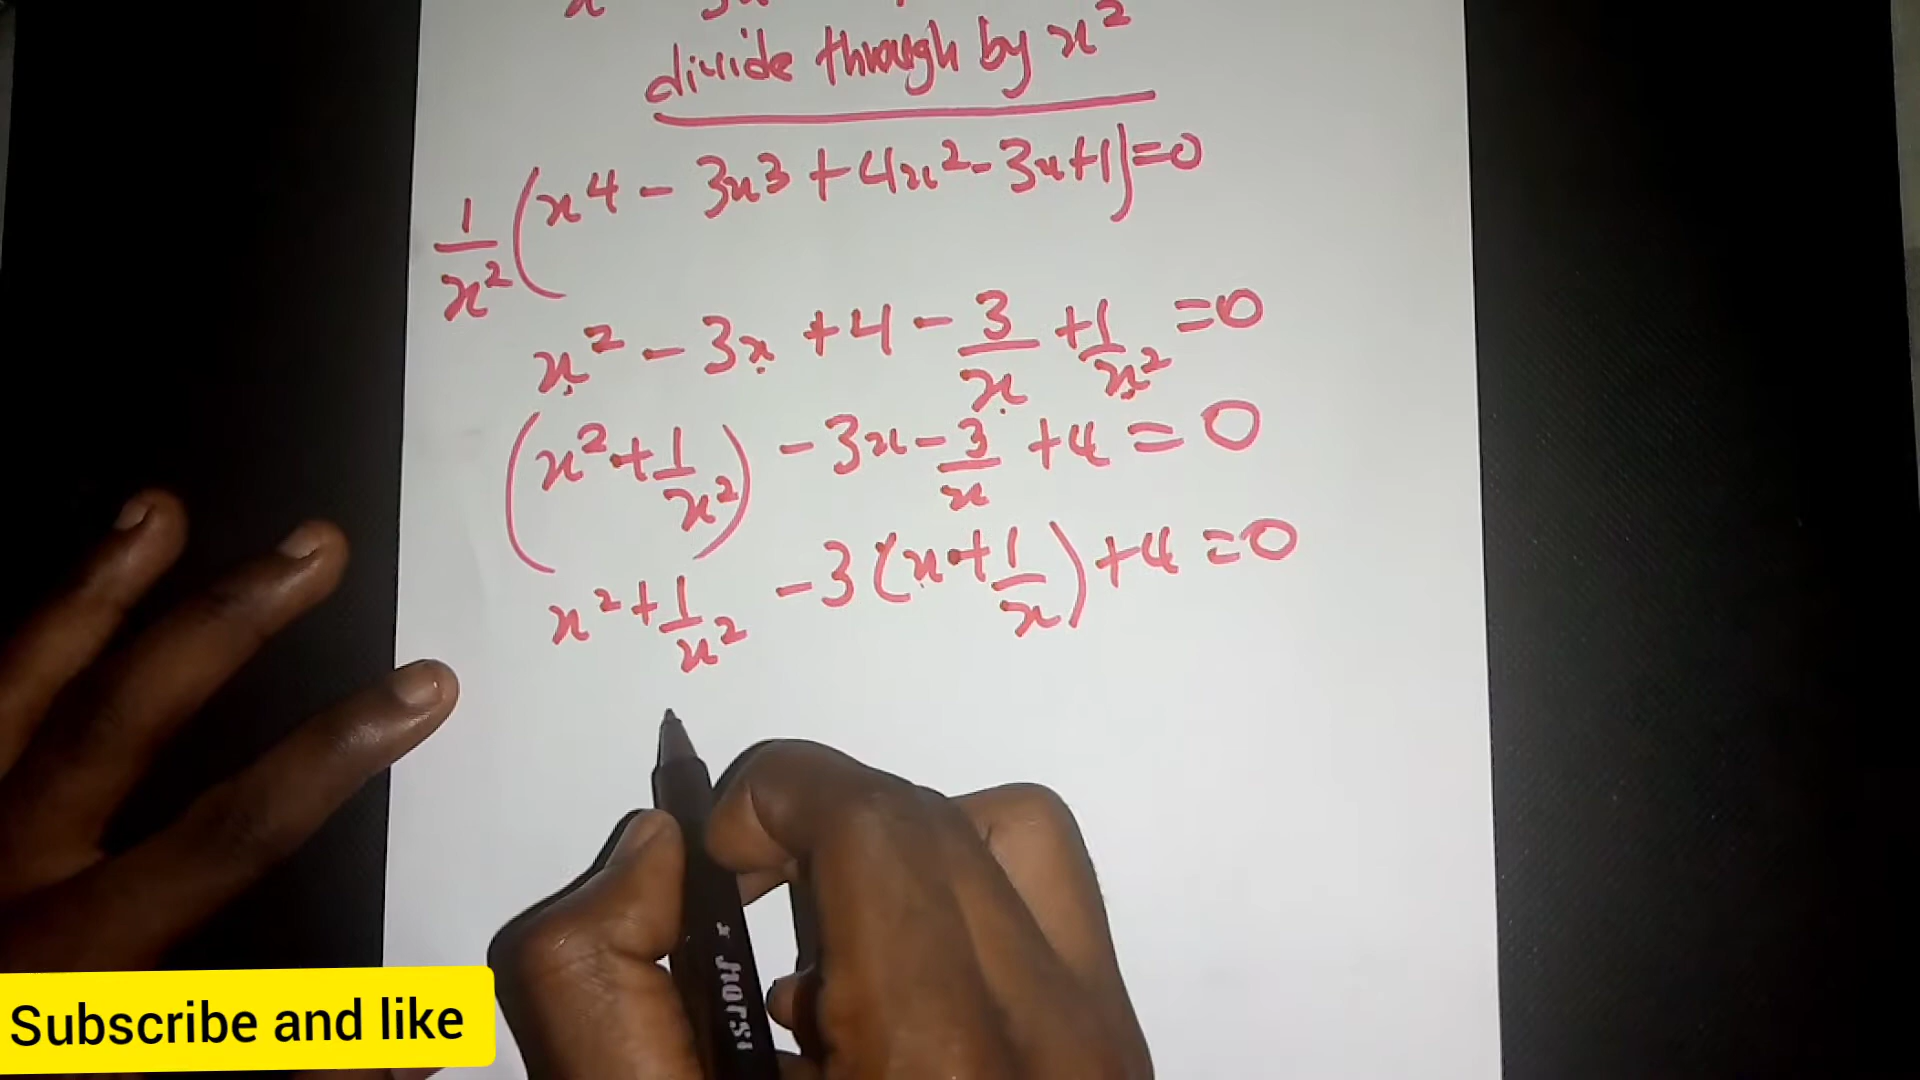 divide through by x²
1/x² (x⁴ - 3x³ + 4x² - 3x + 1) = 0
x² - 3x + 4 - 3/x + 1/x² = 0
(x² + 1/x²) - 3x - 3/x + 4 = 0
x² + 1/x² - 3(x + 1/x) + 4 = 0
Subscribe and like